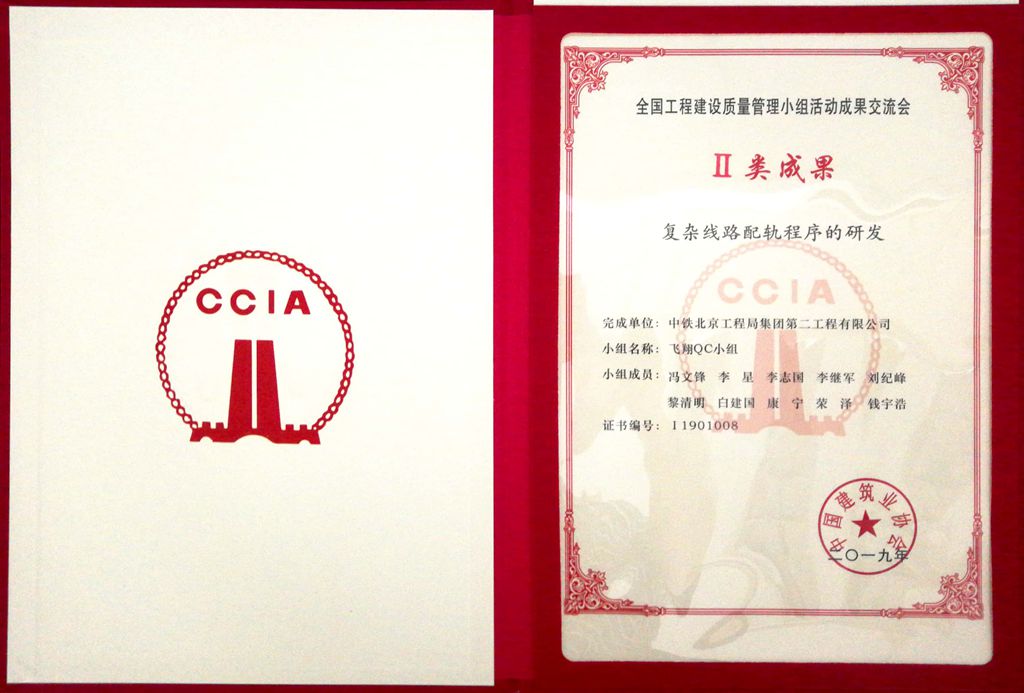 CCIA
全国工程建设质量管理小组活动成果交流会
Ⅱ类成果
复杂线路配轨程序的研发
CCIA
完成单位：中铁北京工程局集团第二工程有限公司
小组名称：飞翔QC小组
小组成员：冯文锋 李 星 李志国 李继军 刘纪峰
黎清明 白建国 康 宁 荣 泽 钱宇浩
证书编号：I1901008
中国建筑业协会
二〇一九年